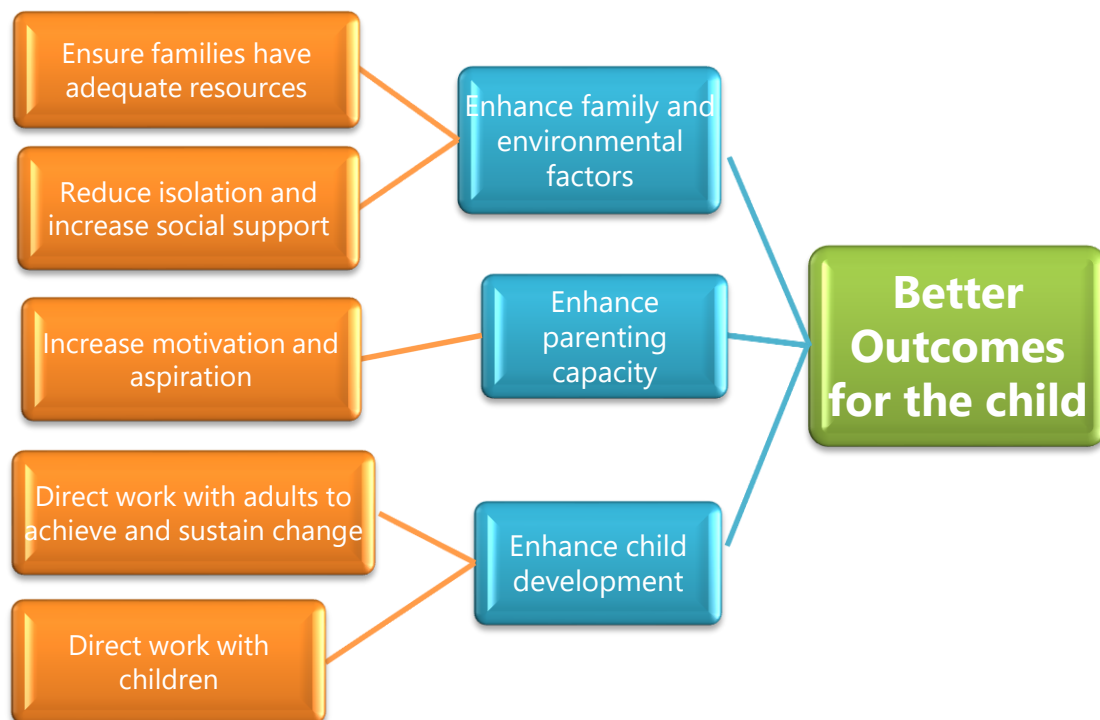 Ensure families have
adequate resources
Reduce isolation and
increase social support
Increase motivation and
aspiration
Direct work with adults to
achieve and sustain change
Direct work with
children
Enhance family and
environmental
factors
Enhance
parenting
capacity
Enhance child
development
Better
Outcomes
for the child